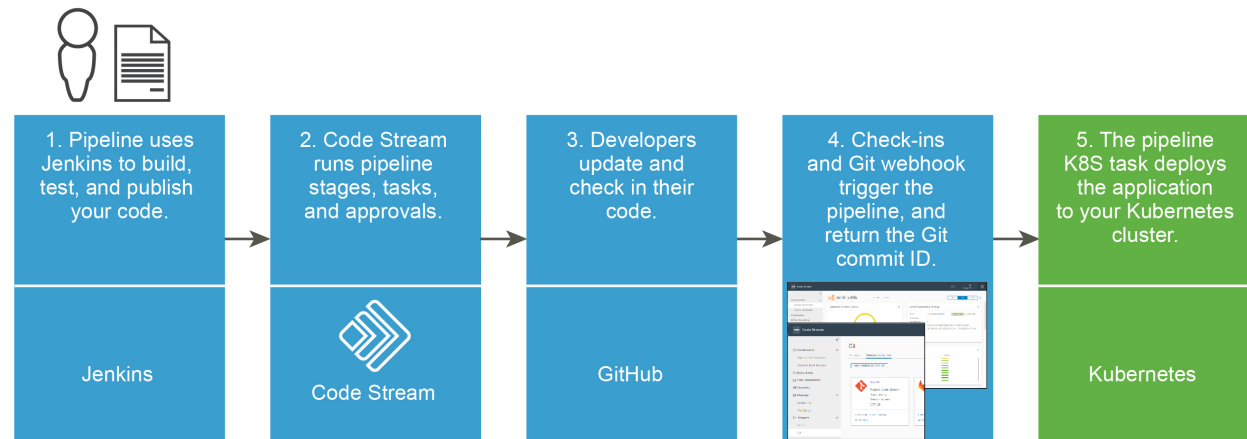 1. Pipeline uses
Jenkins to build,
test, and publish
your code.
2. Code Stream
runs pipeline
stages, tasks,
and approvals.
3. Developers
update and
check in their
code.
4. Check-ins
and Git webhook
trigger the
pipeline, and
return the Git
commit ID.
5. The pipeline
K8S task deploys
the application
to your Kubernetes
cluster.
Jenkins
Code Stream
GitHub
Code Stream
Git
Kubernetes